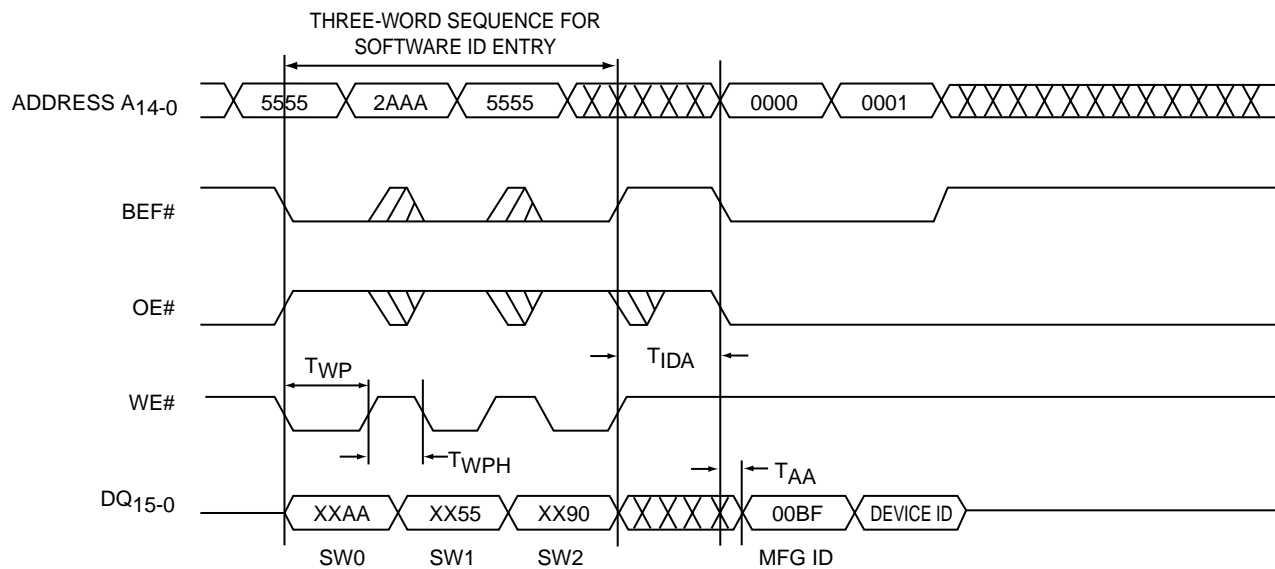 THREE-WORD SEQUENCE FOR
SOFTWARE ID ENTRY
ADDRESS A14-0 5555 2AAA 5555 0000 0001
BEF#
OE#
TWP TIDA
WE#
TWPH TAA
DQ15-0 XXAA XX55 XX90 00BF DEVICE ID
SW0 SW1 SW2 MFG ID